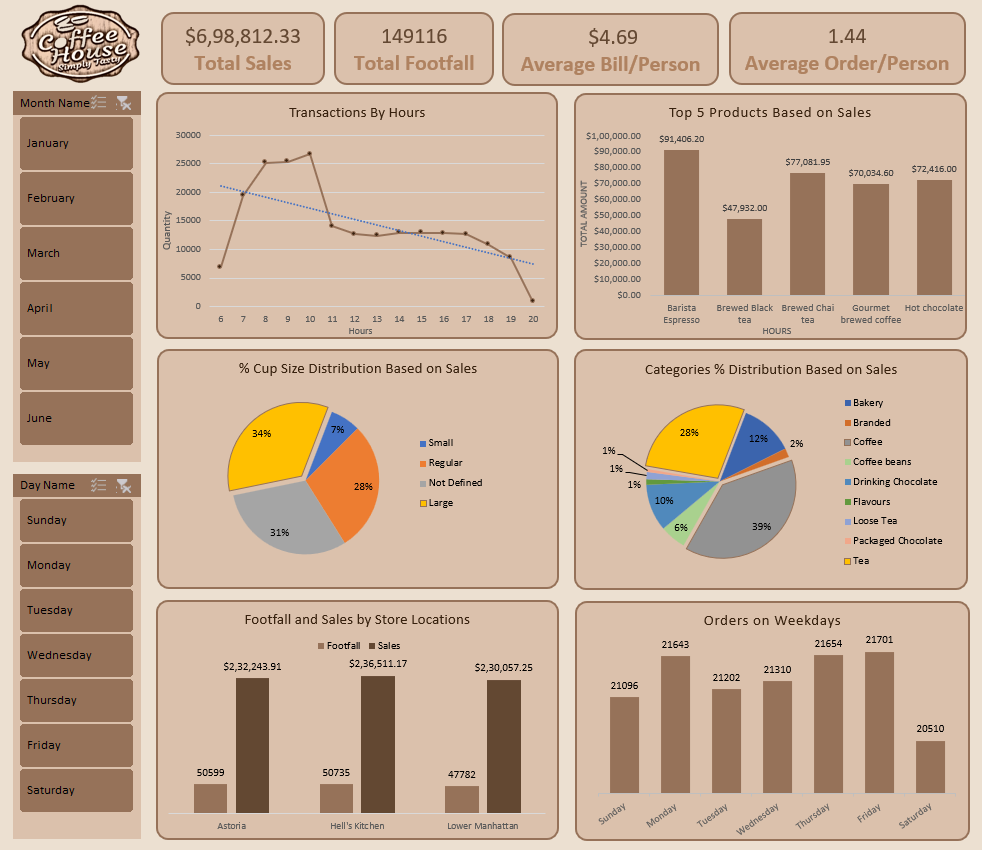 Coffee
House
Simply Tasty
$6,98,812.33
Total Sales
149116
Total Footfall
$4.69
Average Bill/Person
1.44
Average Order/Person
Month Name
January
February
March
April
May
June
Day Name
Sunday
Monday
Tuesday
Wednesday
Thursday
Friday
Saturday
Transactions By Hours
Quantity
30000
25000
20000
15000
10000
5000
0
6 7 8 9 10 11 12 13 14 15 16 17 18 19 20
Hours
Top 5 Products Based on Sales
TOTAL AMOUNT
$1,00,000.00
$90,000.00
$80,000.00
$70,000.00
$60,000.00
$50,000.00
$40,000.00
$30,000.00
$20,000.00
$10,000.00
$0.00
$91,406.20
$47,932.00
$77,081.95
$70,034.60
$72,416.00
Barista Espresso
Brewed Black tea
Brewed Chai tea
Gourmet brewed coffee
Hot chocolate
HOURS
% Cup Size Distribution Based on Sales
7%
28%
31%
34%
Small
Regular
Not Defined
Large
Categories % Distribution Based on Sales
12%
2%
39%
6%
10%
1%
1%
1%
28%
Bakery
Branded
Coffee
Coffee beans
Drinking Chocolate
Flavours
Loose Tea
Packaged Chocolate
Tea
Footfall and Sales by Store Locations
Footfall Sales
$2,32,243.91
$2,36,511.17
$2,30,057.25
50599
50735
47782
Astoria
Hell's Kitchen
Lower Manhattan
Orders on Weekdays
21096
21643
21202
21310
21654
21701
20510
Sunday
Monday
Tuesday
Wednesday
Thursday
Friday
Saturday